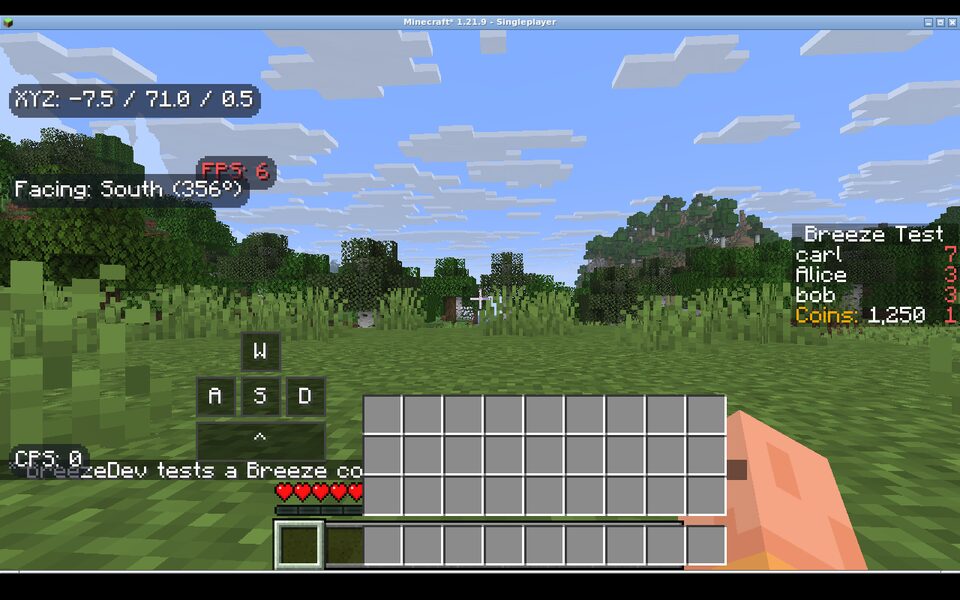 Minecraft* 1.21.9 - Singleplayer
XYZ: -7.5 / 71.0 / 0.5
FPS: 6
Facing: South (356°)
Breeze Test
carl 7
Alice 3
bob 3
Coins: 1,250 1
W
A S D
^
CPS: 0
BreezeDev tests a Breeze co